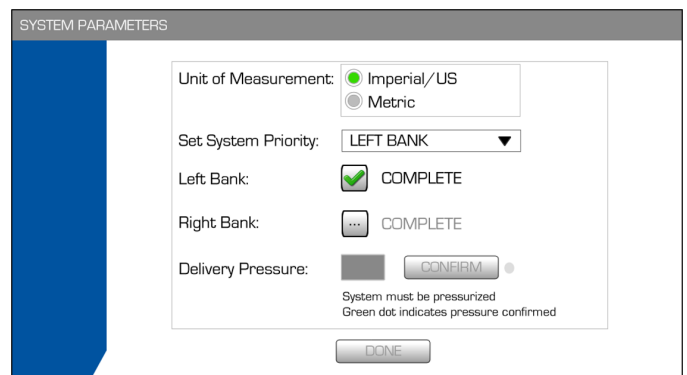 SYSTEM PARAMETERS
Unit of Measurement: Imperial/US
Metric
Set System Priority: LEFT BANK
Left Bank: COMPLETE
Right Bank: ... COMPLETE
Delivery Pressure: CONFIRM
System must be pressurized
Green dot indicates pressure confirmed
DONE